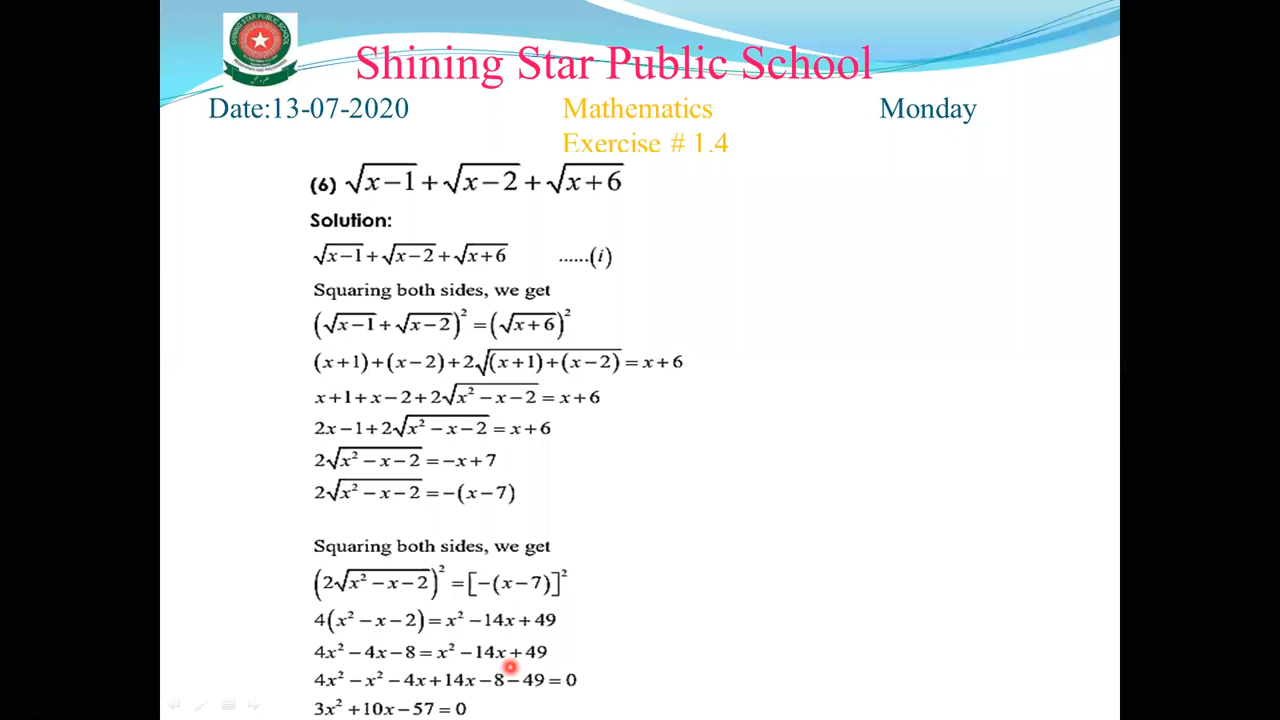 SHINING STAR PUBLIC SCHOOL
Shining Star Public School
Date:13-07-2020 Mathematics Monday
Exercise # 1.4
(6) √(x−1)+√(x−2)+√(x+6)
Solution:
√(x−1)+√(x−2)+√(x+6) ......(i)
Squaring both sides, we get
(√(x−1)+√(x−2))²=(√(x+6))²
(x+1)+(x−2)+2√((x+1)+(x−2))=x+6
x+1+x−2+2√(x²−x−2)=x+6
2x−1+2√(x²−x−2)=x+6
2√(x²−x−2)=−x+7
2√(x²−x−2)=−(x−7)
Squaring both sides, we get
(2√(x²−x−2))²=[−(x−7)]²
4(x²−x−2)=x²−14x+49
4x²−4x−8=x²−14x+49
4x²−x²−4x+14x−8−49=0
3x²+10x−57=0